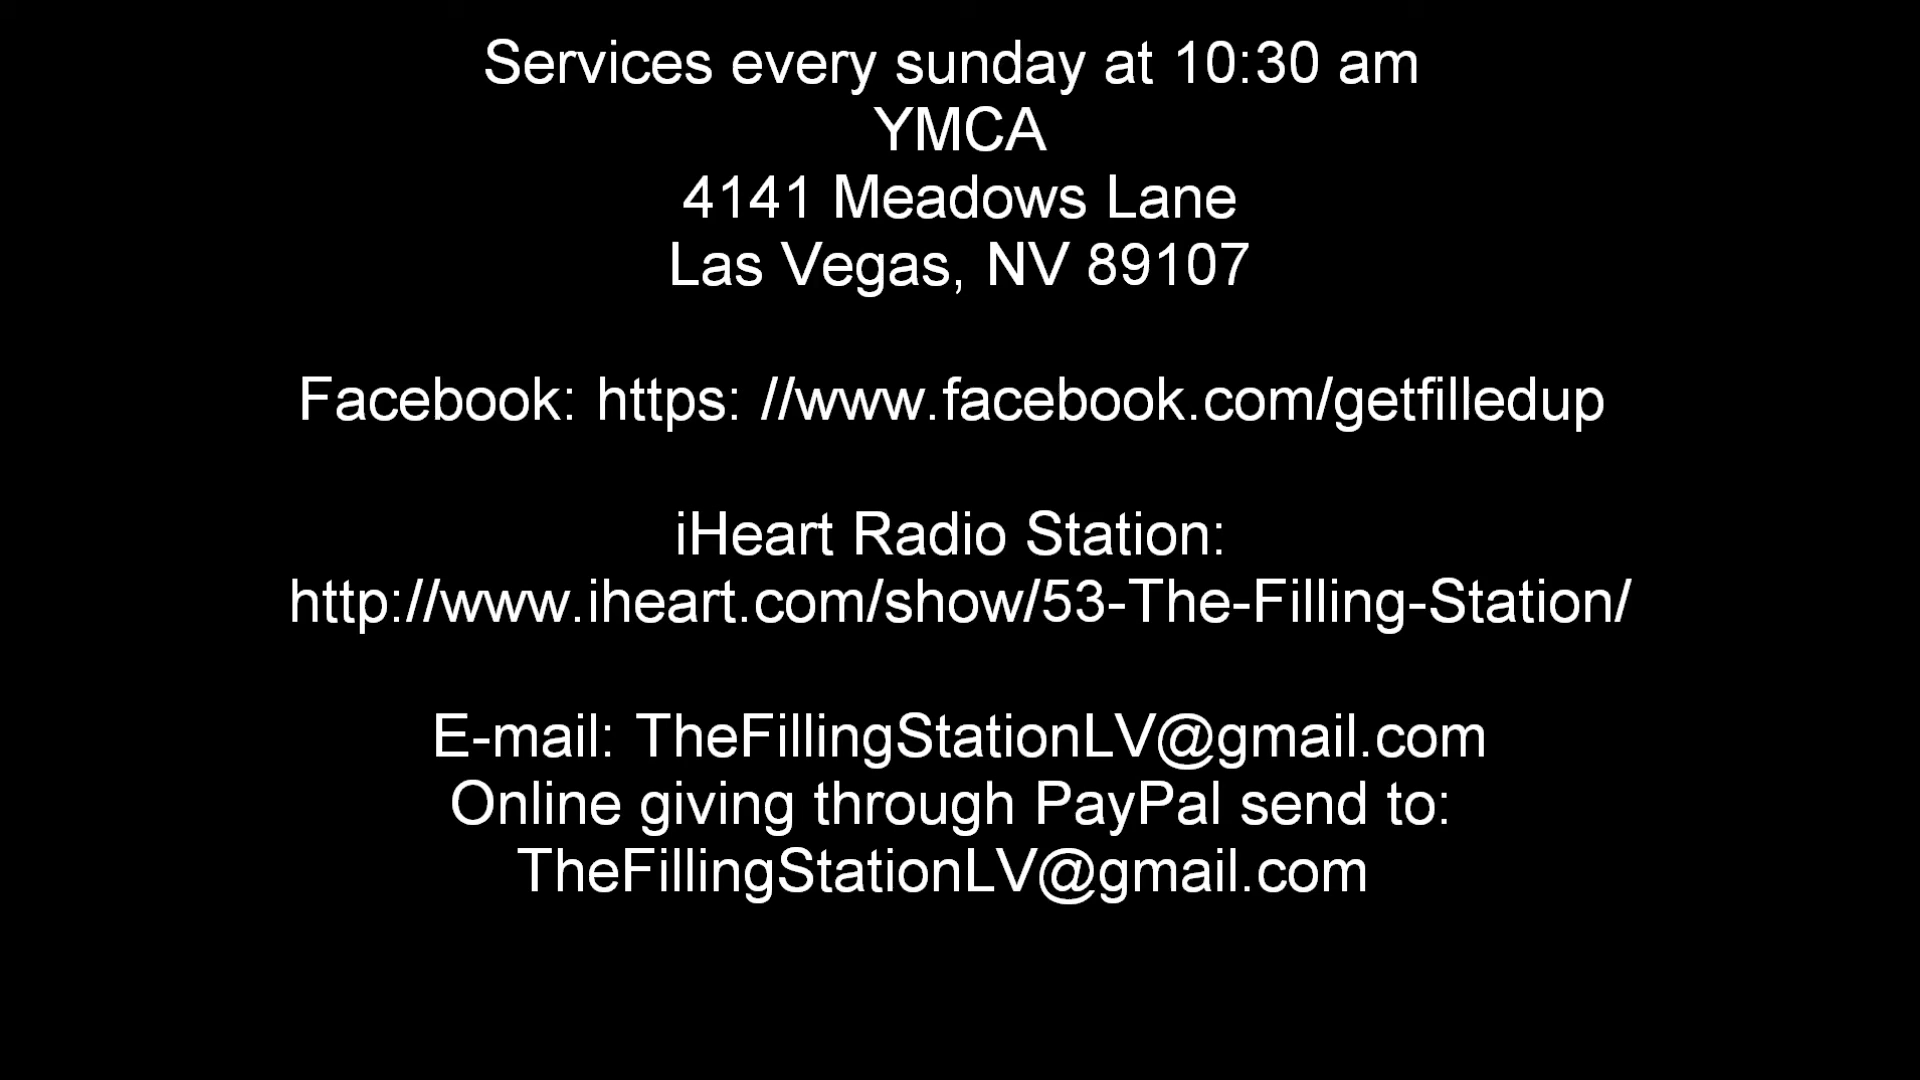 Services every sunday at 10:30 am
YMCA
4141 Meadows Lane
Las Vegas, NV 89107
Facebook: https: //www.facebook.com/getfilledup
iHeart Radio Station:
http://www.iheart.com/show/53-The-Filling-Station/
E-mail: TheFillingStationLV@gmail.com
Online giving through PayPal send to:
TheFillingStationLV@gmail.com